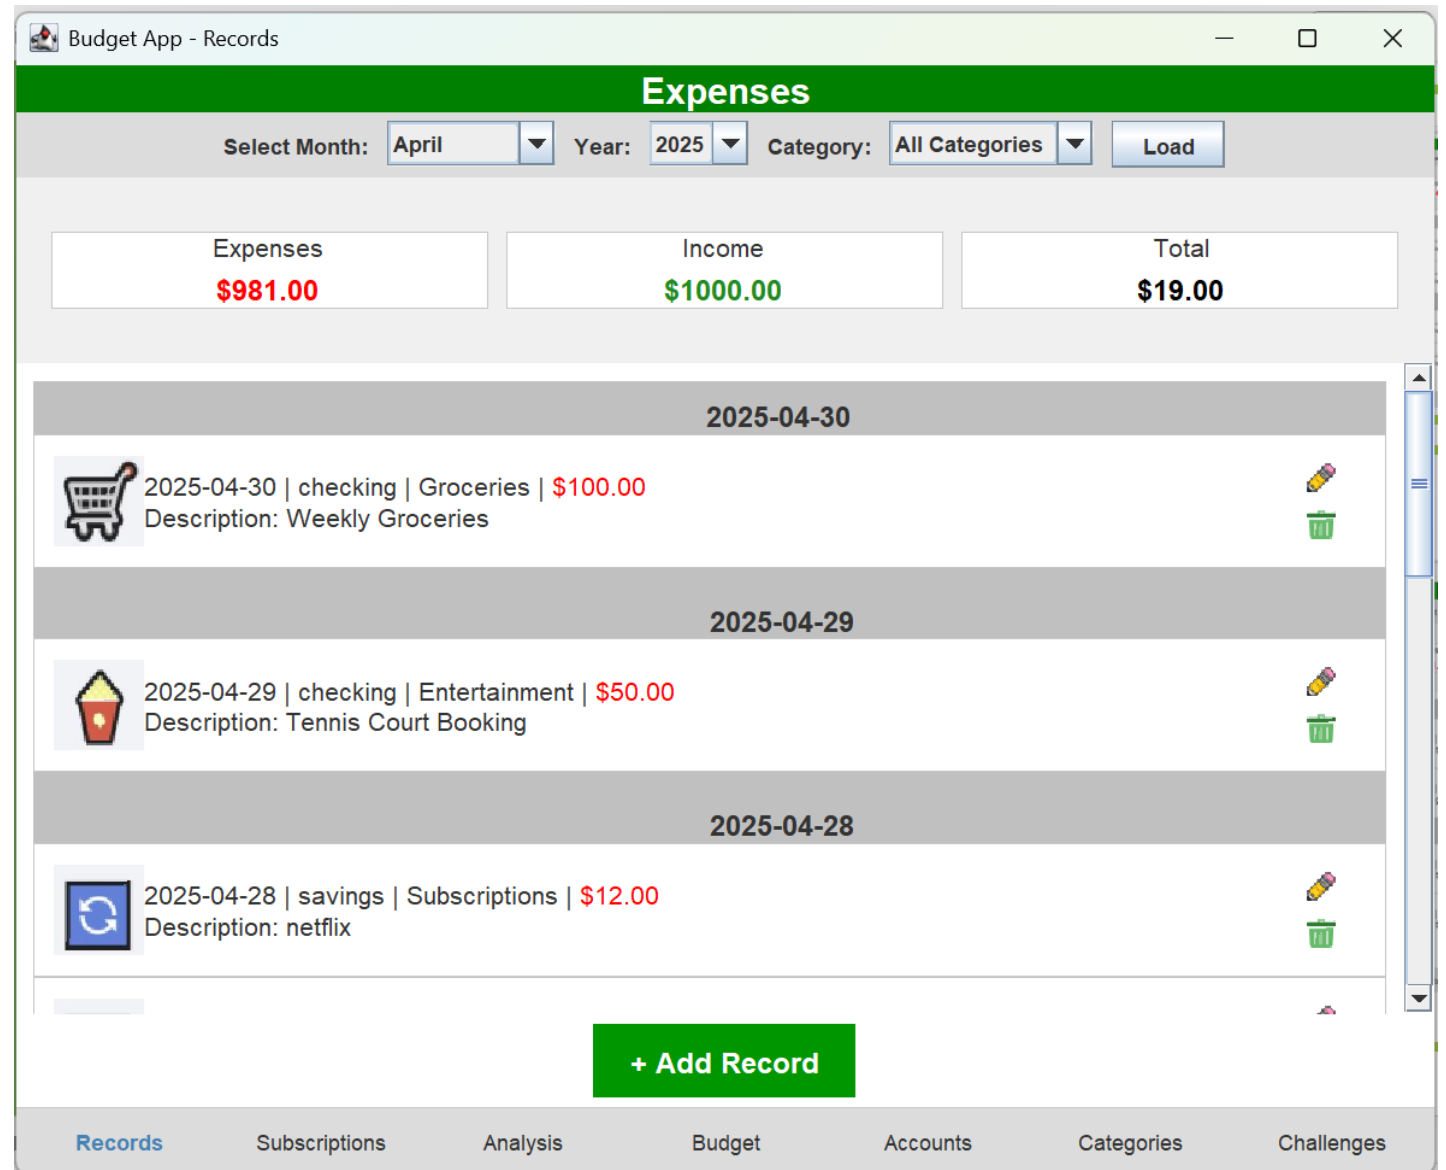 Budget App - Records
Expenses
Select Month: April Year: 2025 Category: All Categories Load
Expenses Income Total
$981.00 $1000.00 $19.00
2025-04-30
2025-04-30 | checking | Groceries | $100.00
Description: Weekly Groceries
2025-04-29
2025-04-29 | checking | Entertainment | $50.00
Description: Tennis Court Booking
2025-04-28
2025-04-28 | savings | Subscriptions | $12.00
Description: netflix
+ Add Record
Records Subscriptions Analysis Budget Accounts Categories Challenges